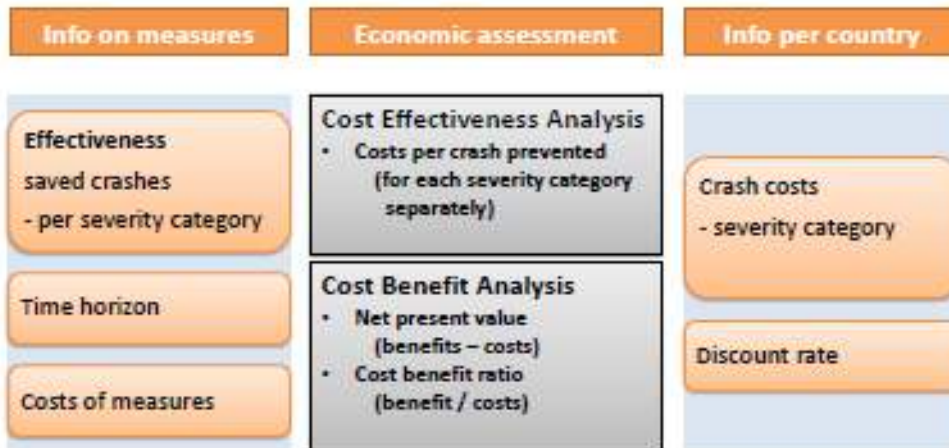 Info on measures
Economic assessment
Info per country
Effectiveness
saved crashes
- per severity category
Time horizon
Costs of measures
Cost Effectiveness Analysis
• Costs per crash prevented
(for each severity category
separately)
Cost Benefit Analysis
• Net present value
(benefits – costs)
• Cost benefit ratio
(benefit / costs)
Crash costs
- severity category
Discount rate